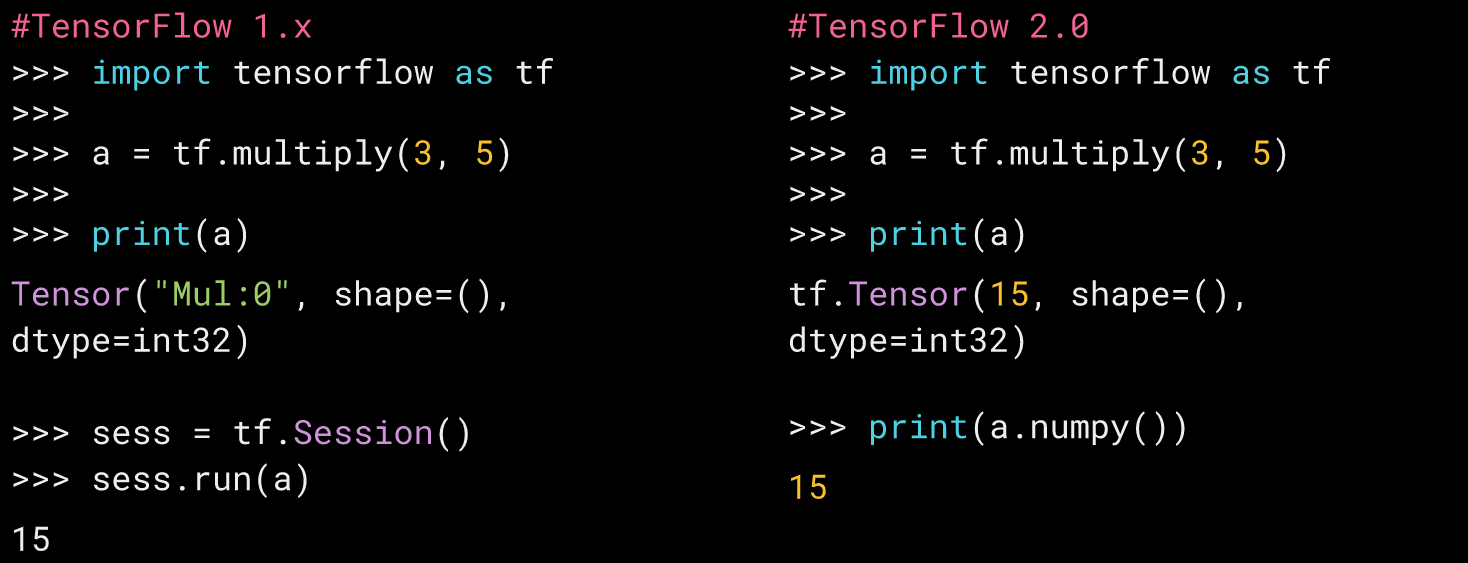 #TensorFlow 1.x
>>> import tensorflow as tf
>>>
>>> a = tf.multiply(3, 5)
>>>
>>> print(a)
Tensor("Mul:0", shape=(),
dtype=int32)
>>> sess = tf.Session()
>>> sess.run(a)
15
#TensorFlow 2.0
>>> import tensorflow as tf
>>>
>>> a = tf.multiply(3, 5)
>>>
>>> print(a)
tf.Tensor(15, shape=(),
dtype=int32)
>>> print(a.numpy())
15